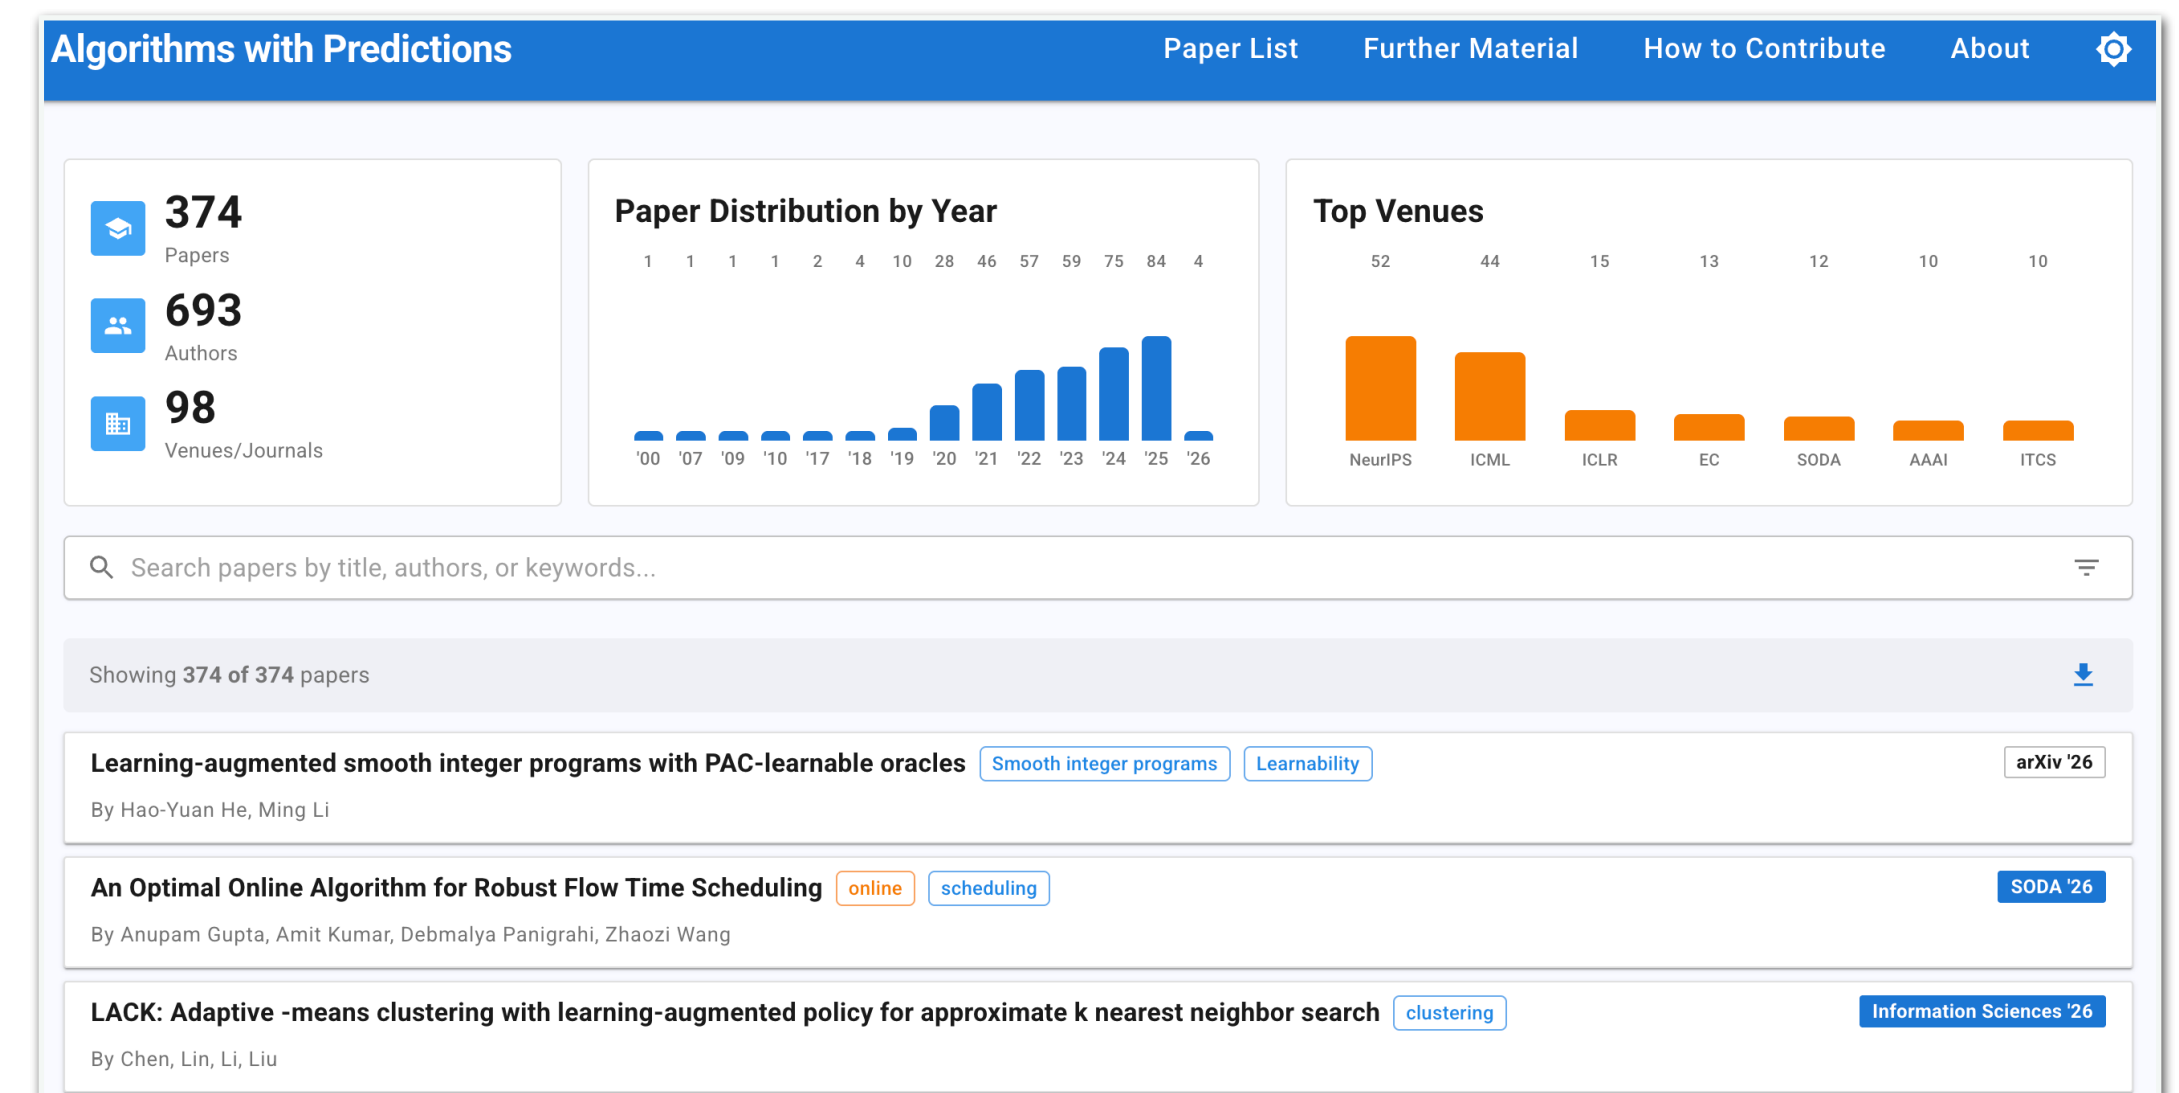 Algorithms with Predictions
Paper List Further Material How to Contribute About
374
Papers
693
Authors
98
Venues/Journals
Paper Distribution by Year
1 1 1 1 2 4 10 28 46 57 59 75 84 4
'00 '07 '09 '10 '17 '18 '19 '20 '21 '22 '23 '24 '25 '26
Top Venues
52 44 15 13 12 10 10
NeurIPS ICML ICLR EC SODA AAAI ITCS
Search papers by title, authors, or keywords...
Showing 374 of 374 papers
Learning-augmented smooth integer programs with PAC-learnable oracles Smooth integer programs Learnability arXiv '26
By Hao-Yuan He, Ming Li
An Optimal Online Algorithm for Robust Flow Time Scheduling online scheduling SODA '26
By Anupam Gupta, Amit Kumar, Debmalya Panigrahi, Zhaozi Wang
LACK: Adaptive -means clustering with learning-augmented policy for approximate k nearest neighbor search clustering Information Sciences '26
By Chen, Lin, Li, Liu